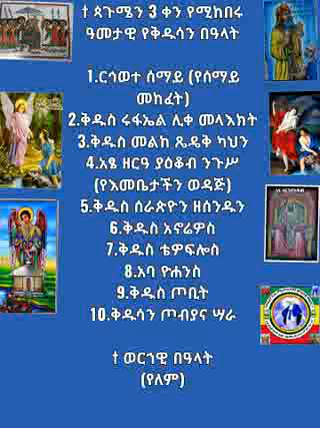 † ጳጉሜን 3 ቀን የሚከበሩ
ዓመታዊ የቅዱሳን በዓላት
1.ርኅወተ ሰማይ (የሰማይ
መከፈት)
2.ቅዱስ ሩፋኤል ሊቀ መላእክት
3.ቅዱስ መልከ ጼዴቅ ካህን
4.አፄ ዘርዓ ያዕቆብ ንጉሥ
(የእመቤታችን ወዳጅ)
5.ቅዱስ ሰራጵዮን ዘሰንዱን
6.ቅዱስ አኖሬዎስ
7.ቅዱስ ቴዎፍሎስ
8.አባ ዮሐንስ
9.ቅዱስ ጦቢት
10.ቅዱሳን ጦብያና ሣራ
† ወርኀዊ በዓላት
(የለም)